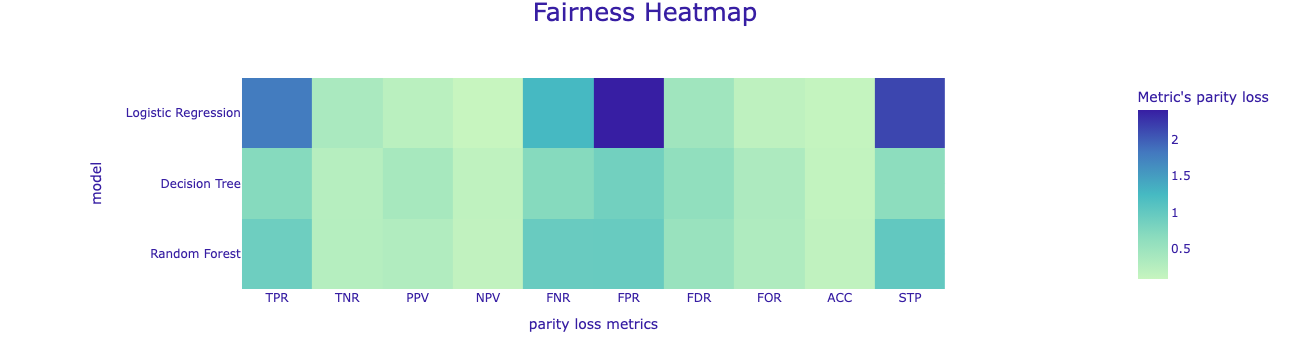 Fairness Heatmap
Metric's parity loss
Logistic Regression
Decision Tree
Random Forest
model
TPR TNR PPV NPV FNR FPR FDR FOR ACC STP
parity loss metrics
2
1.5
1
0.5